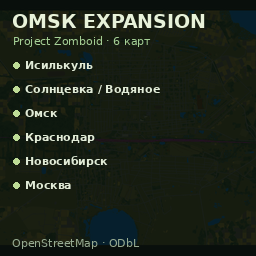 OMSK EXPANSION
Project Zomboid · 6 карт
Исилькуль
Солнцевка / Водяное
Омск
Краснодар
Новосибирск
Москва
OpenStreetMap · ODbL